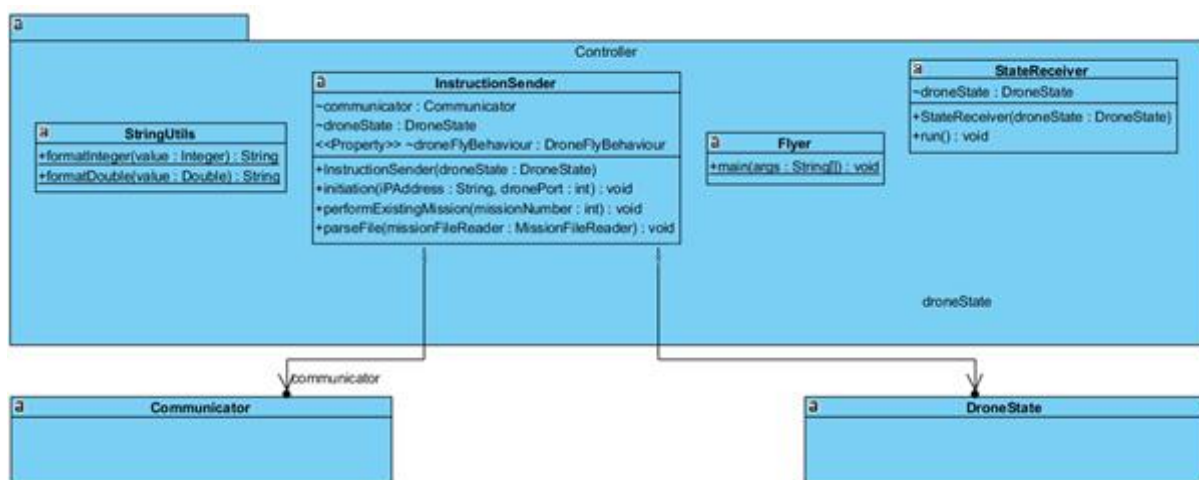 a
Controller
a
StringUtils
+formatInteger(value : Integer) : String
+formatDouble(value : Double) : String
a
InstructionSender
~communicator : Communicator
~droneState : DroneState
<<Property>> ~droneFlyBehaviour : DroneFlyBehaviour
+InstructionSender(droneState : DroneState)
+initiation(iPAddress : String, dronePort : int) : void
+performExistingMission(missionNumber : int) : void
+parseFile(missionFileReader : MissionFileReader) : void
a
Flyer
+main(args : String[]) : void
a
StateReceiver
~droneState : DroneState
+StateReceiver(droneState : DroneState)
+run() : void
droneState
communicator
a
Communicator
a
DroneState